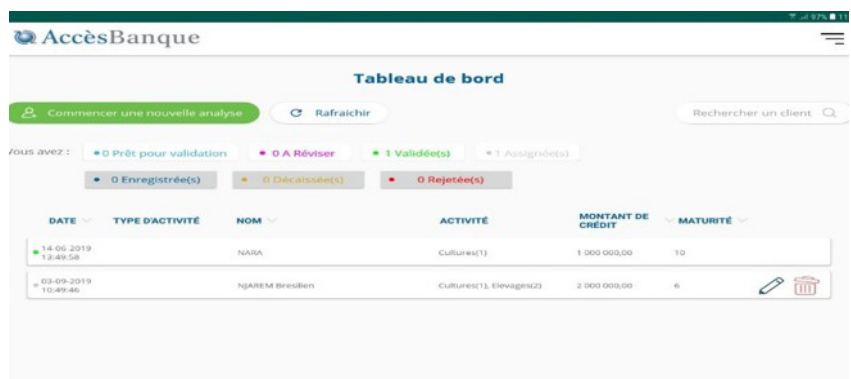 97% 11
AccèsBanque
Tableau de bord
Commencer une nouvelle analyse
Rafraichir
Rechercher un client
Vous avez :
0 Prêt pour validation
0 A Réviser
1 Validée(s)
1 Assignée(s)
0 Enregistrée(s)
0 Décaissée(s)
0 Rejetée(s)
DATE TYPE D'ACTIVITÉ NOM ACTIVITÉ MONTANT DE CRÉDIT MATURITÉ
14-06-2019 13:49:58 NARA Cultures(1) 1 000 000,00 10
03-09-2019 10:49:46 NJAREM Bresilien Cultures(1), Elevages(2) 2 000 000,00 6